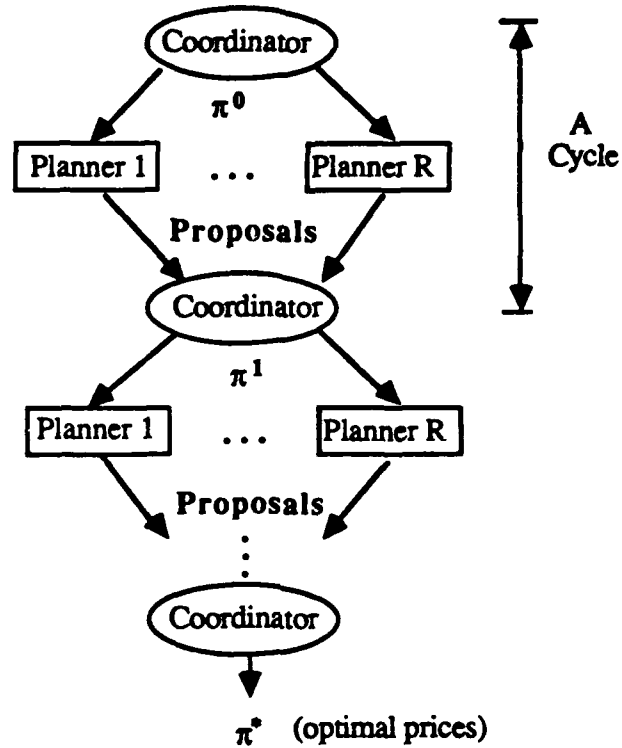 Coordinator
π⁰
A
Cycle
Planner 1 ... Planner R
Proposals
Coordinator
π¹
Planner 1 ... Planner R
Proposals
Coordinator
π* (optimal prices)